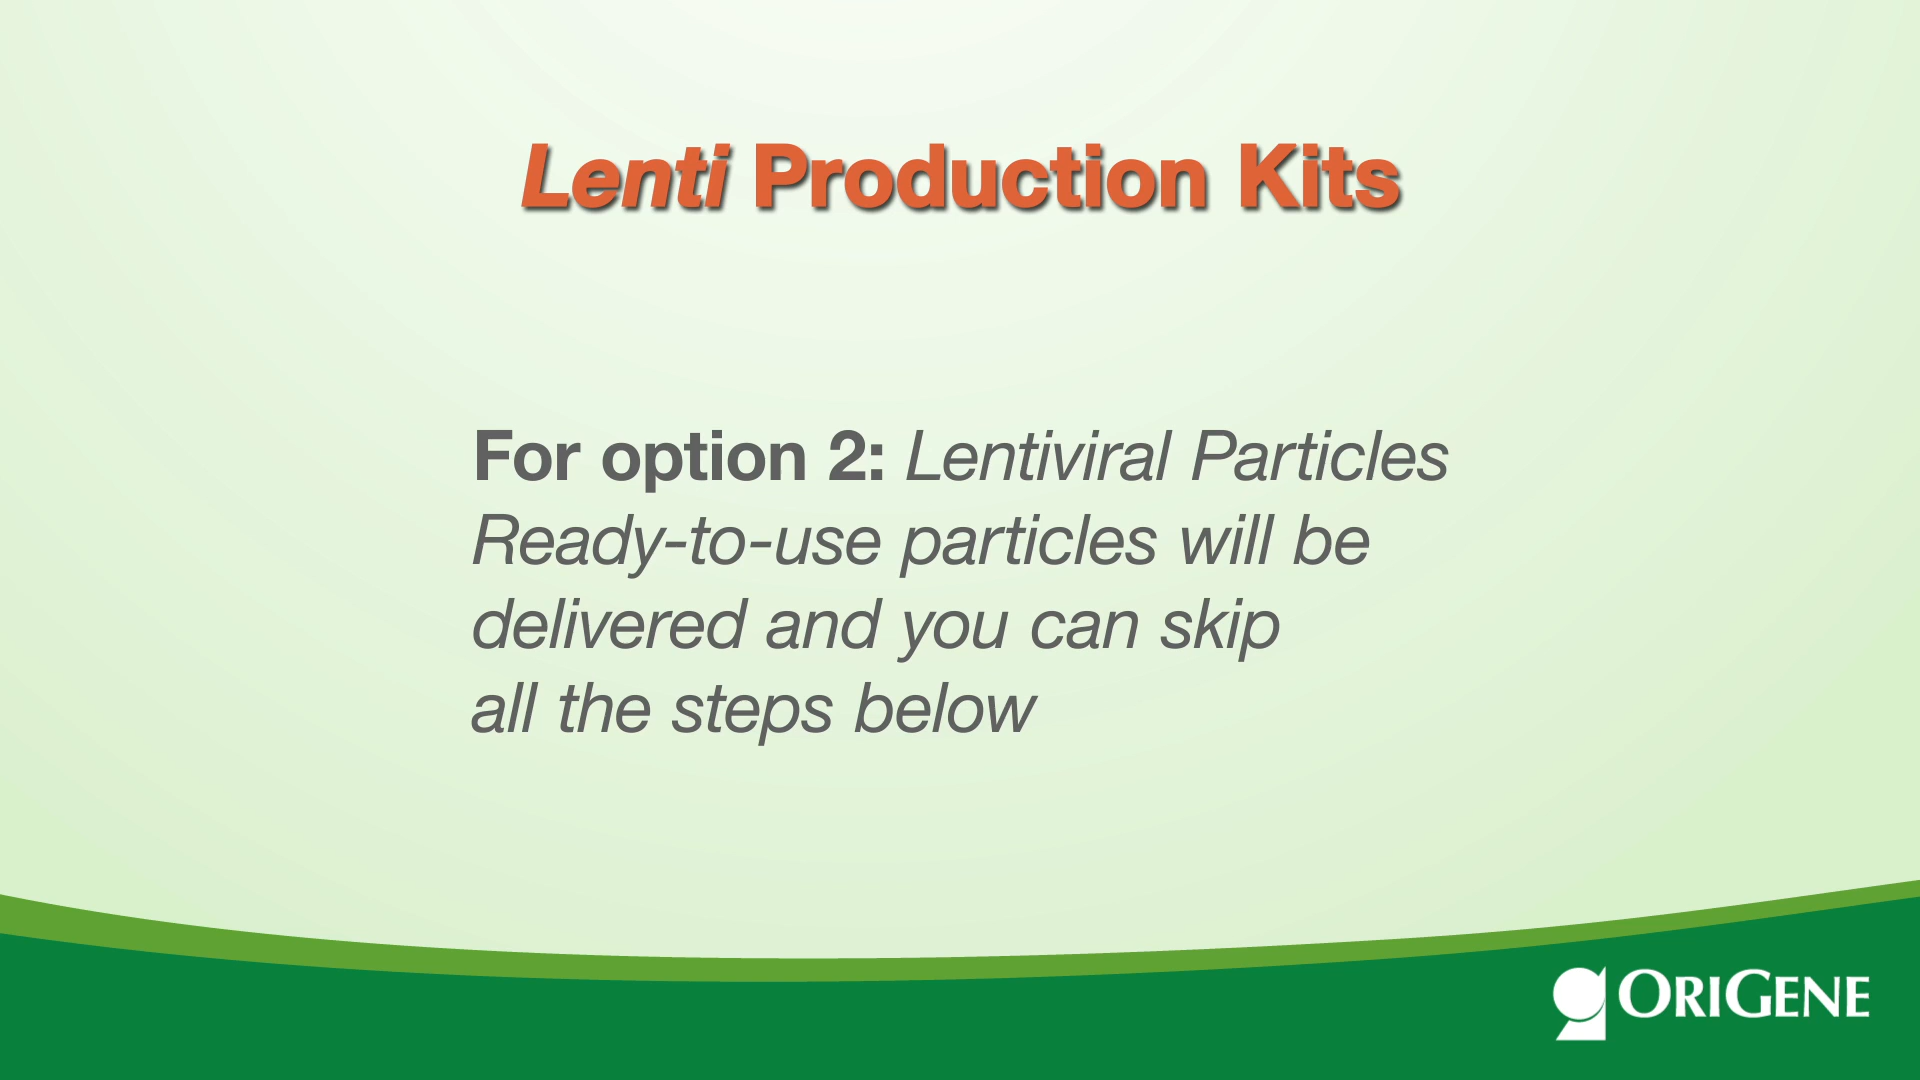 Lenti Production Kits
For option 2: Lentiviral Particles
Ready-to-use particles will be
delivered and you can skip
all the steps below
ORIGENE